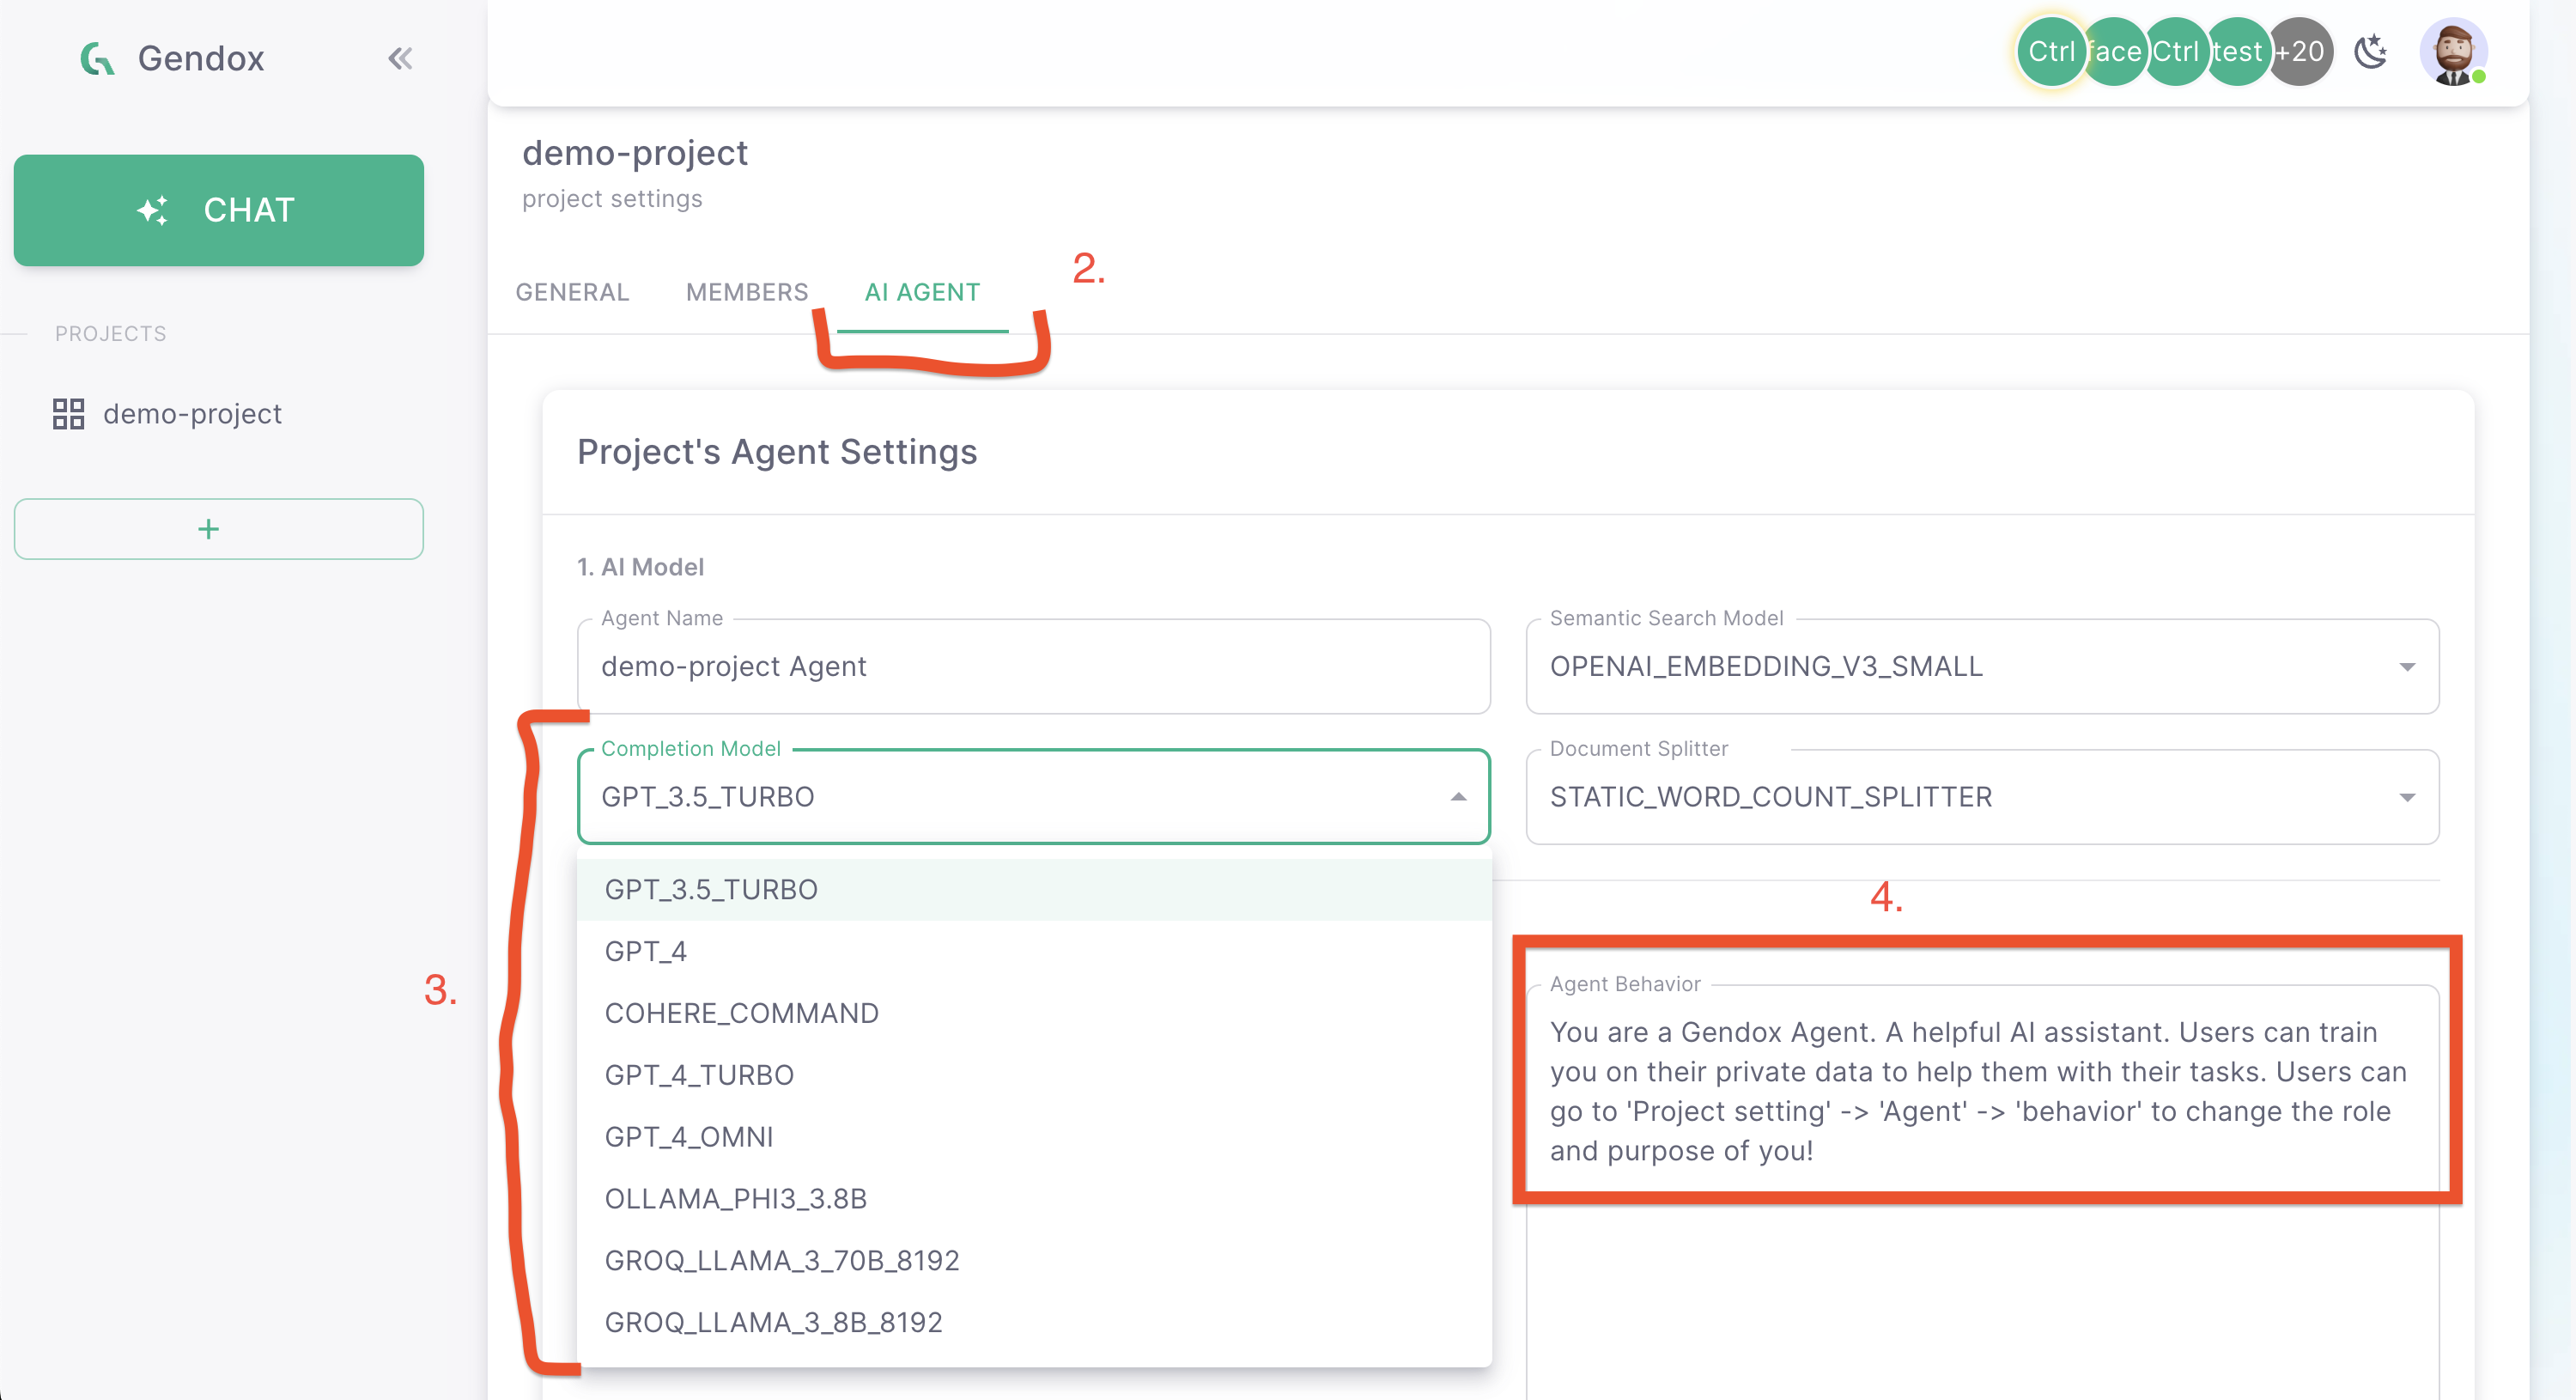 Gendox
Ctrl
face
Ctrl
test
+20
CHAT
PROJECTS
demo-project
+
demo-project
project settings
GENERAL
MEMBERS
AI AGENT
2.
Project's Agent Settings
1. AI Model
Agent Name
demo-project Agent
Semantic Search Model
OPENAI_EMBEDDING_V3_SMALL
Completion Model
GPT_3.5_TURBO
Document Splitter
STATIC_WORD_COUNT_SPLITTER
3.
GPT_3.5_TURBO
GPT_4
COHERE_COMMAND
GPT_4_TURBO
GPT_4_OMNI
OLLAMA_PHI3_3.8B
GROQ_LLAMA_3_70B_8192
GROQ_LLAMA_3_8B_8192
4.
Agent Behavior
You are a Gendox Agent. A helpful AI assistant. Users can train
you on their private data to help them with their tasks. Users can
go to 'Project setting' -> 'Agent' -> 'behavior' to change the role
and purpose of you!